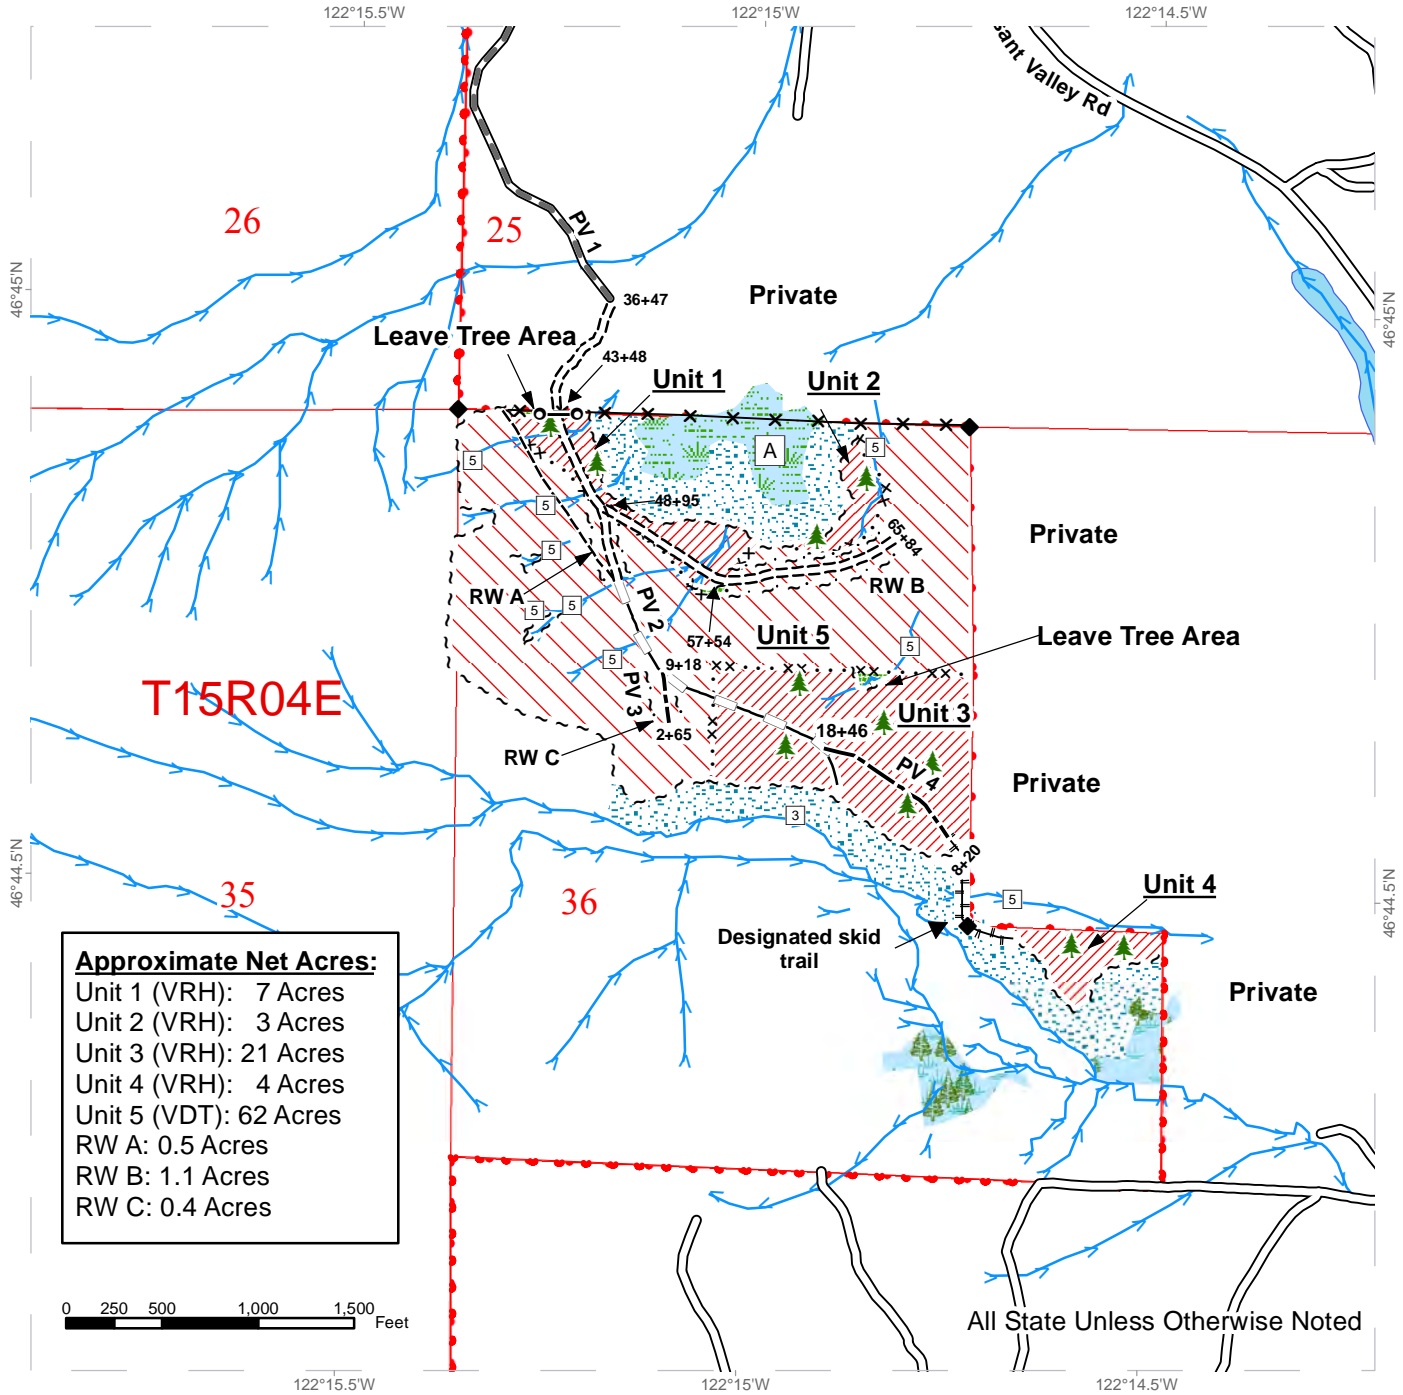 122°15.5'W
122°15'W
122°14.5'W
sant Valley Rd
26
25
PV 1
46°45'N
46°45'N
36+47
Private
Leave Tree Area
43+48
Unit 1
Unit 2
A
5
5
5
48+95
65+84
Private
5
RW A
RW B
5
5
PV 2
57+54
Unit 5
Leave Tree Area
5
5
9+18
T15R04E
PV 3
Unit 3
2+65
18+46
RW C
PV 4
Private
3
8+20
46°44.5'N
46°44.5'N
35
36
5
Unit 4
Designated skid
trail
Private
Approximate Net Acres:
Unit 1 (VRH): 7 Acres
Unit 2 (VRH): 3 Acres
Unit 3 (VRH): 21 Acres
Unit 4 (VRH): 4 Acres
Unit 5 (VDT): 62 Acres
RW A: 0.5 Acres
RW B: 1.1 Acres
RW C: 0.4 Acres
0 250 500 1,000 1,500
Feet
All State Unless Otherwise Noted
122°15.5'W
122°15'W
122°14.5'W